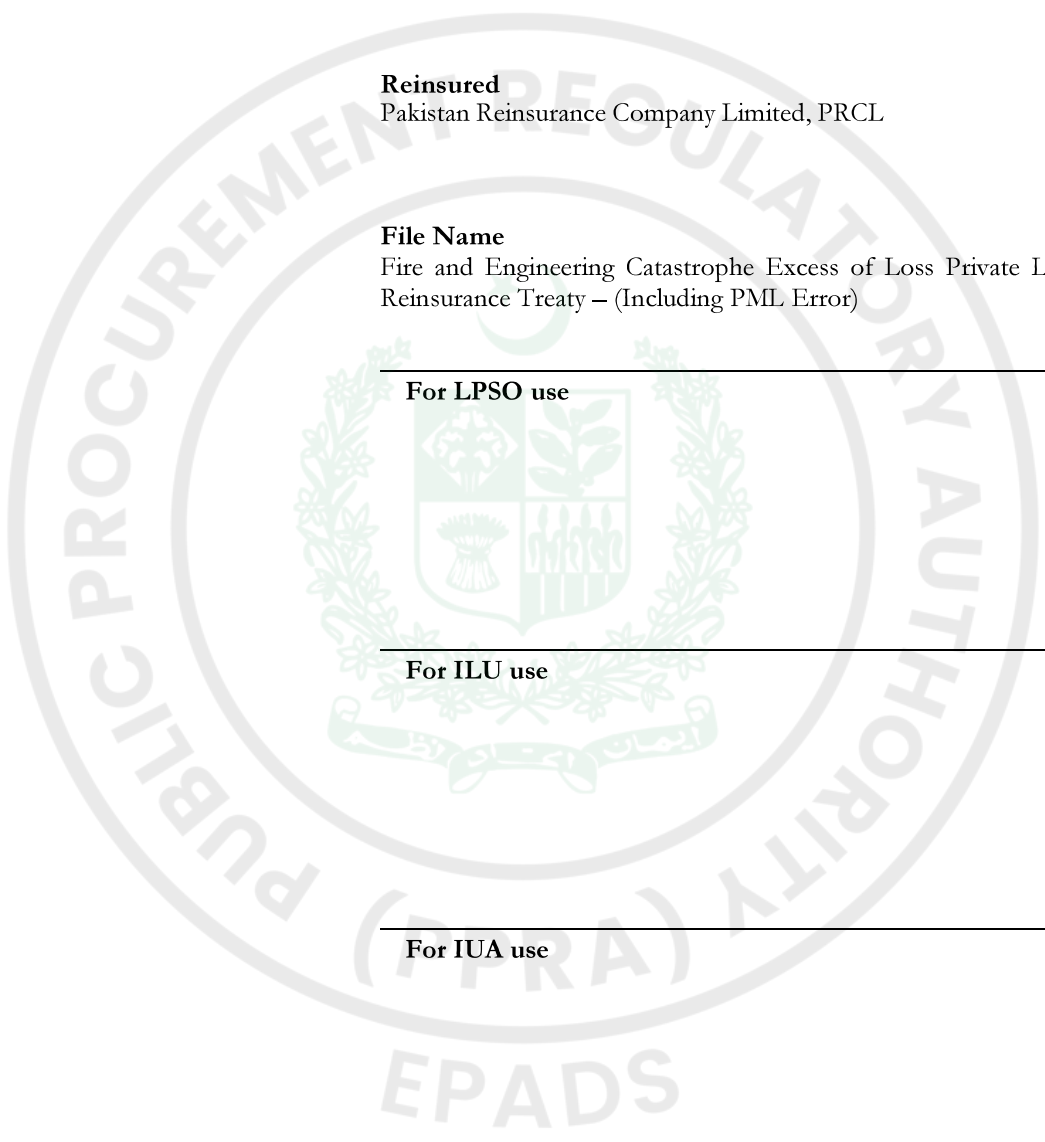 Reinsured
Pakistan Reinsurance Company Limited, PRCL
File Name
Fire and Engineering Catastrophe Excess of Loss Private L
Reinsurance Treaty – (Including PML Error)
For LPSO use
For ILU use
For IUA use
PUBLIC PROCUREMENT REGULATORY AUTHORITY
(PPRA)
EPADS